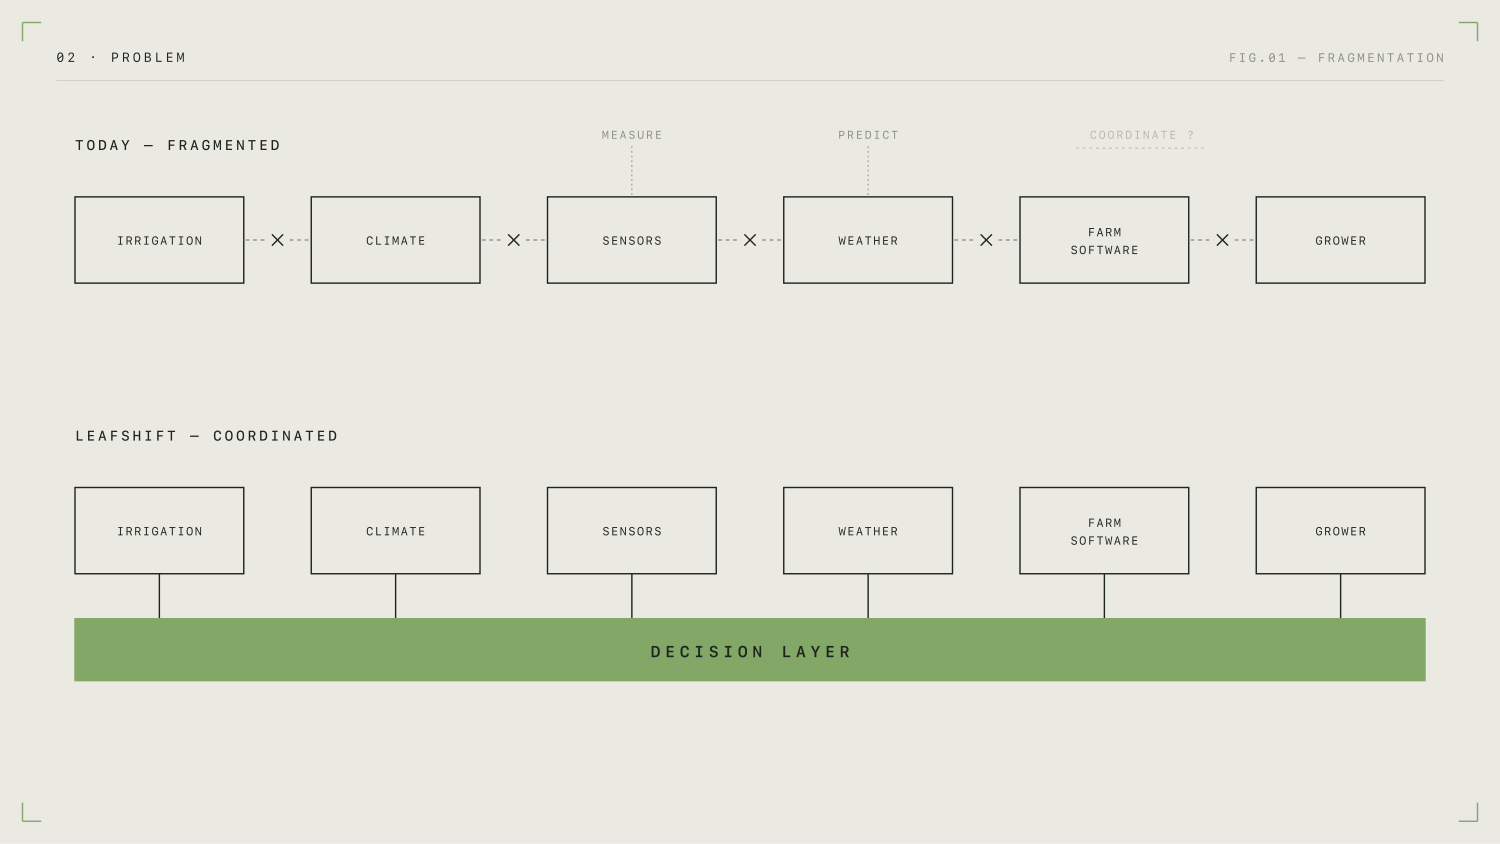 02 · PROBLEM
FIG.01 — FRAGMENTATION
TODAY — FRAGMENTED
MEASURE
PREDICT
COORDINATE ?
IRRIGATION
CLIMATE
SENSORS
WEATHER
FARM
SOFTWARE
GROWER
LEAFSHIFT — COORDINATED
IRRIGATION
CLIMATE
SENSORS
WEATHER
FARM
SOFTWARE
GROWER
DECISION LAYER